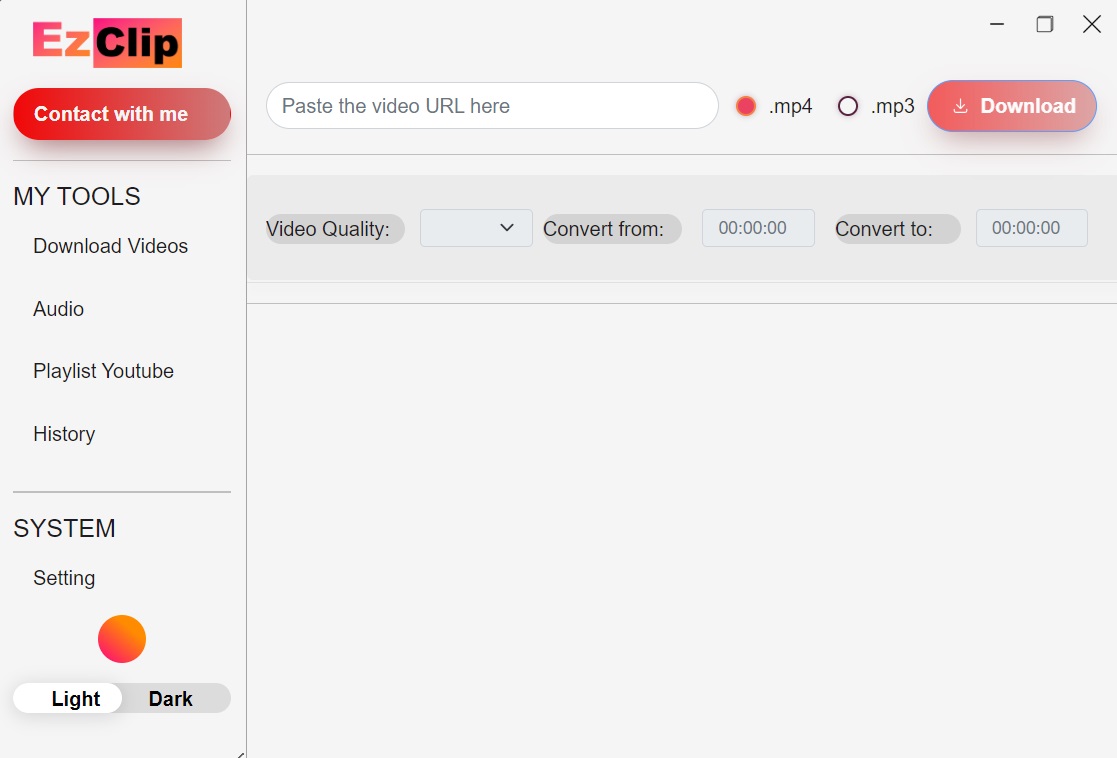 EzClip
Contact with me
Paste the video URL here
.mp4
.mp3
Download
Video Quality:
Convert from:
00:00:00
Convert to:
00:00:00
MY TOOLS
Download Videos
Audio
Playlist Youtube
History
SYSTEM
Setting
Light
Dark